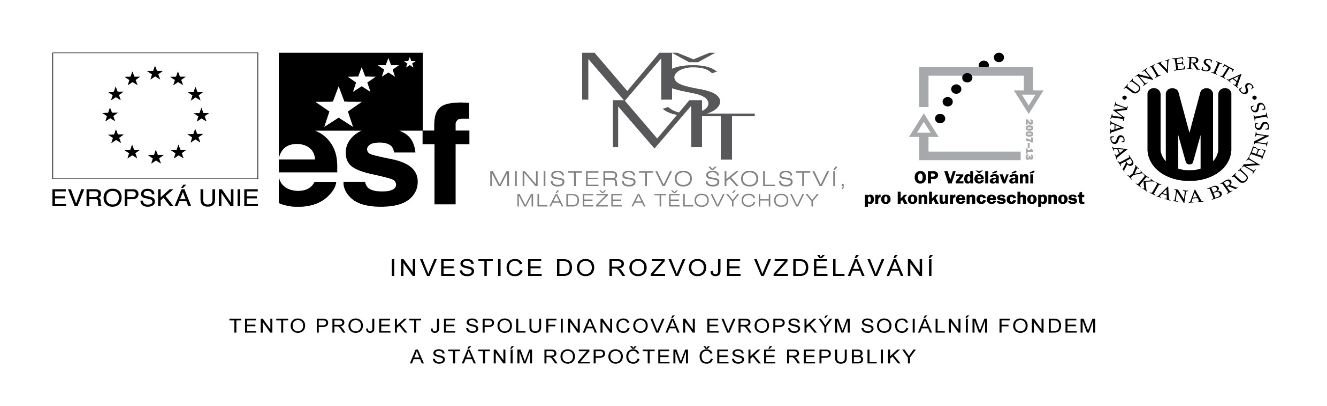 EVROPSKÁ UNIE
esf
MŠMT
MINISTERSTVO ŠKOLSTVÍ,
MLÁDEŽE A TĚLOVÝCHOVY
2007-13
OP Vzdělávání
pro konkurenceschopnost
UNIVERSITAS MASARYKIANA BRUNENSIS
MU
INVESTICE DO ROZVOJE VZDĚLÁVÁNÍ
TENTO PROJEKT JE SPOLUFINANCOVÁN EVROPSKÝM SOCIÁLNÍM FONDEM
A STÁTNÍM ROZPOČTEM ČESKÉ REPUBLIKY